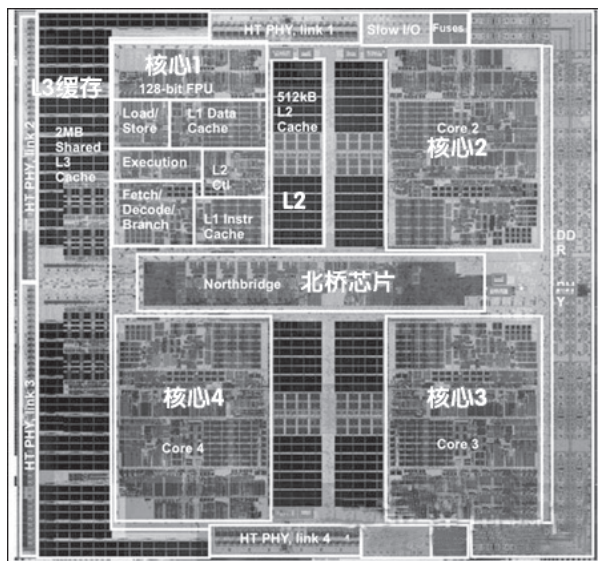 HT PHY, link 1
Slow I/O
Fuses
核心1
128-bit FPU
L3缓存
2MB
Shared
L3
Cache
HT PHY, link 2
Load/
Store
L1 Data
Cache
Execution
L2
Ctl
Fetch/
Decode/
Branch
L1 Instr
Cache
512kB
L2
Cache
L2
Core 2
核心2
Northbridge
北桥芯片
DD
R
PHY
核心4
Core 4
核心3
Core 3
HT PHY, link 3
HT PHY, link 4